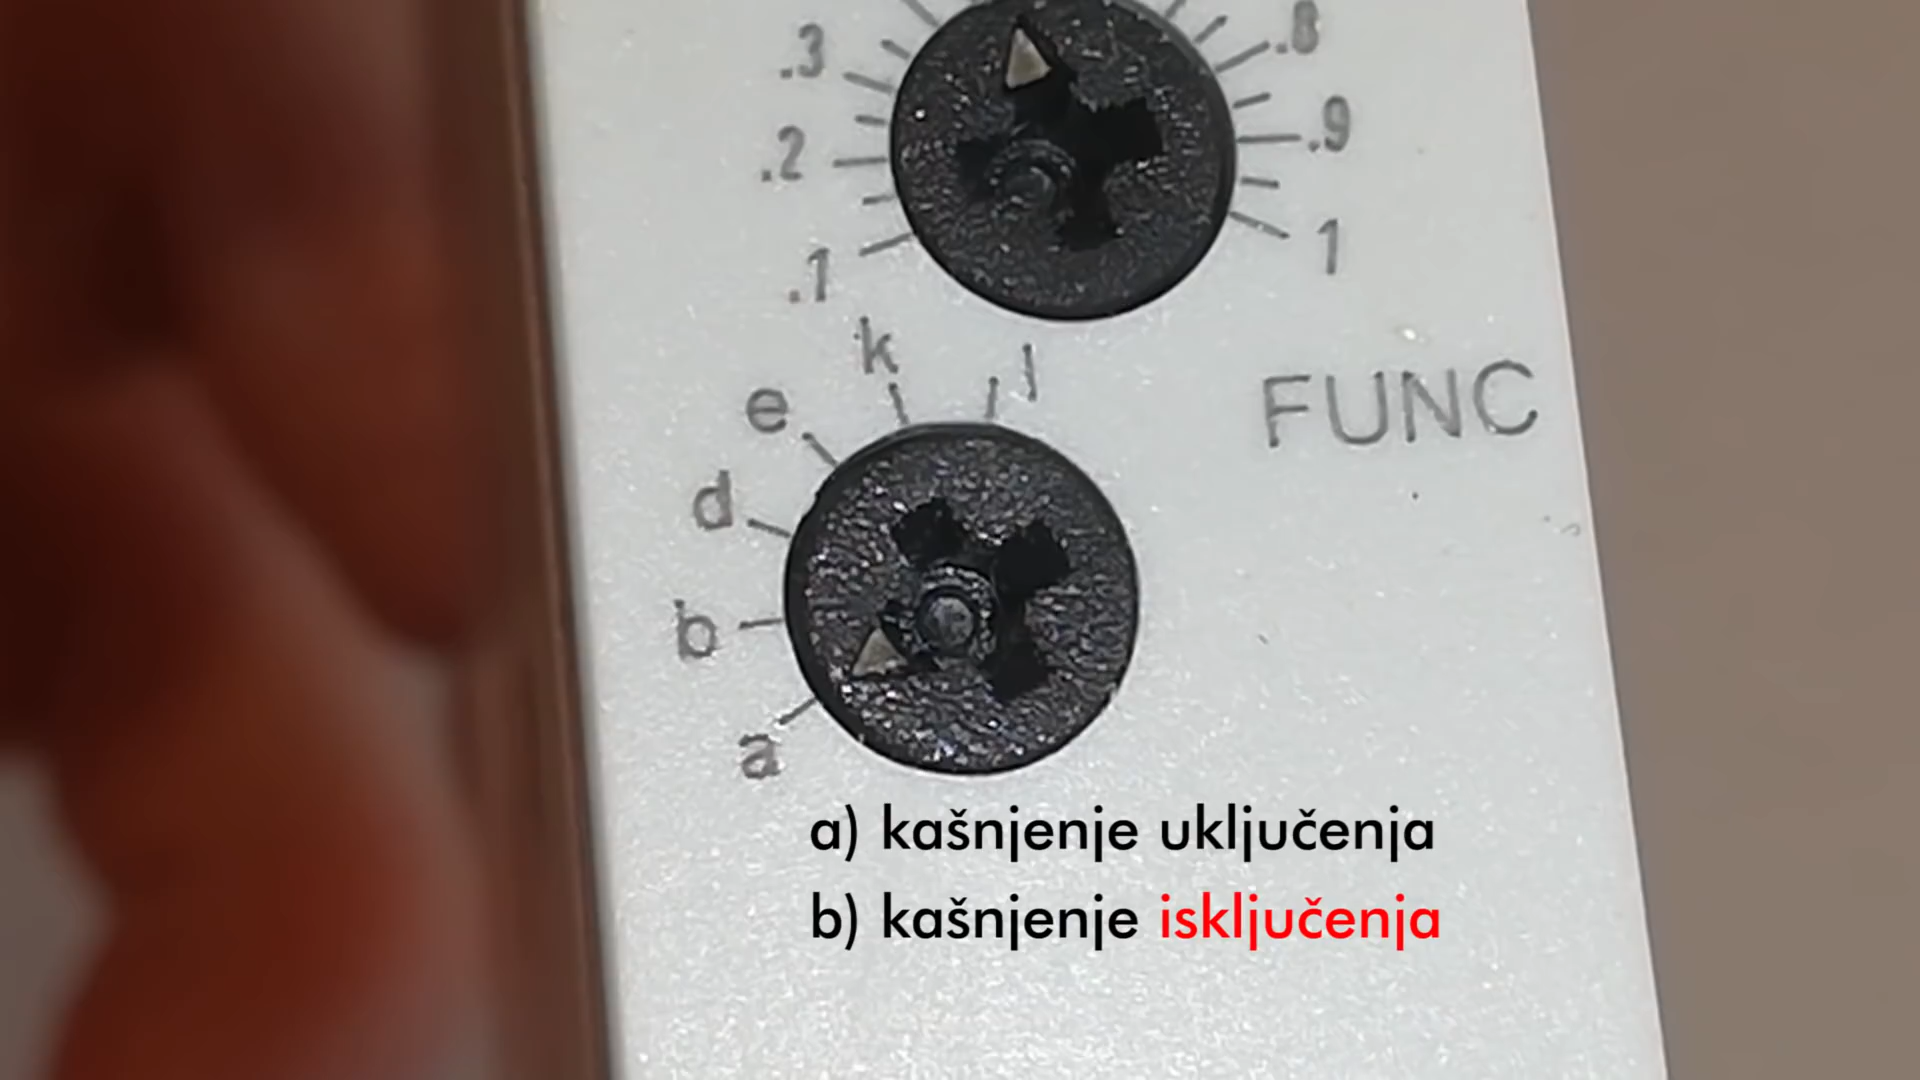 .3
.8
.2
.9
.1
1
k
l
e
FUNC
d
b
a
a) kašnjenje uključenja
b) kašnjenje isključenja